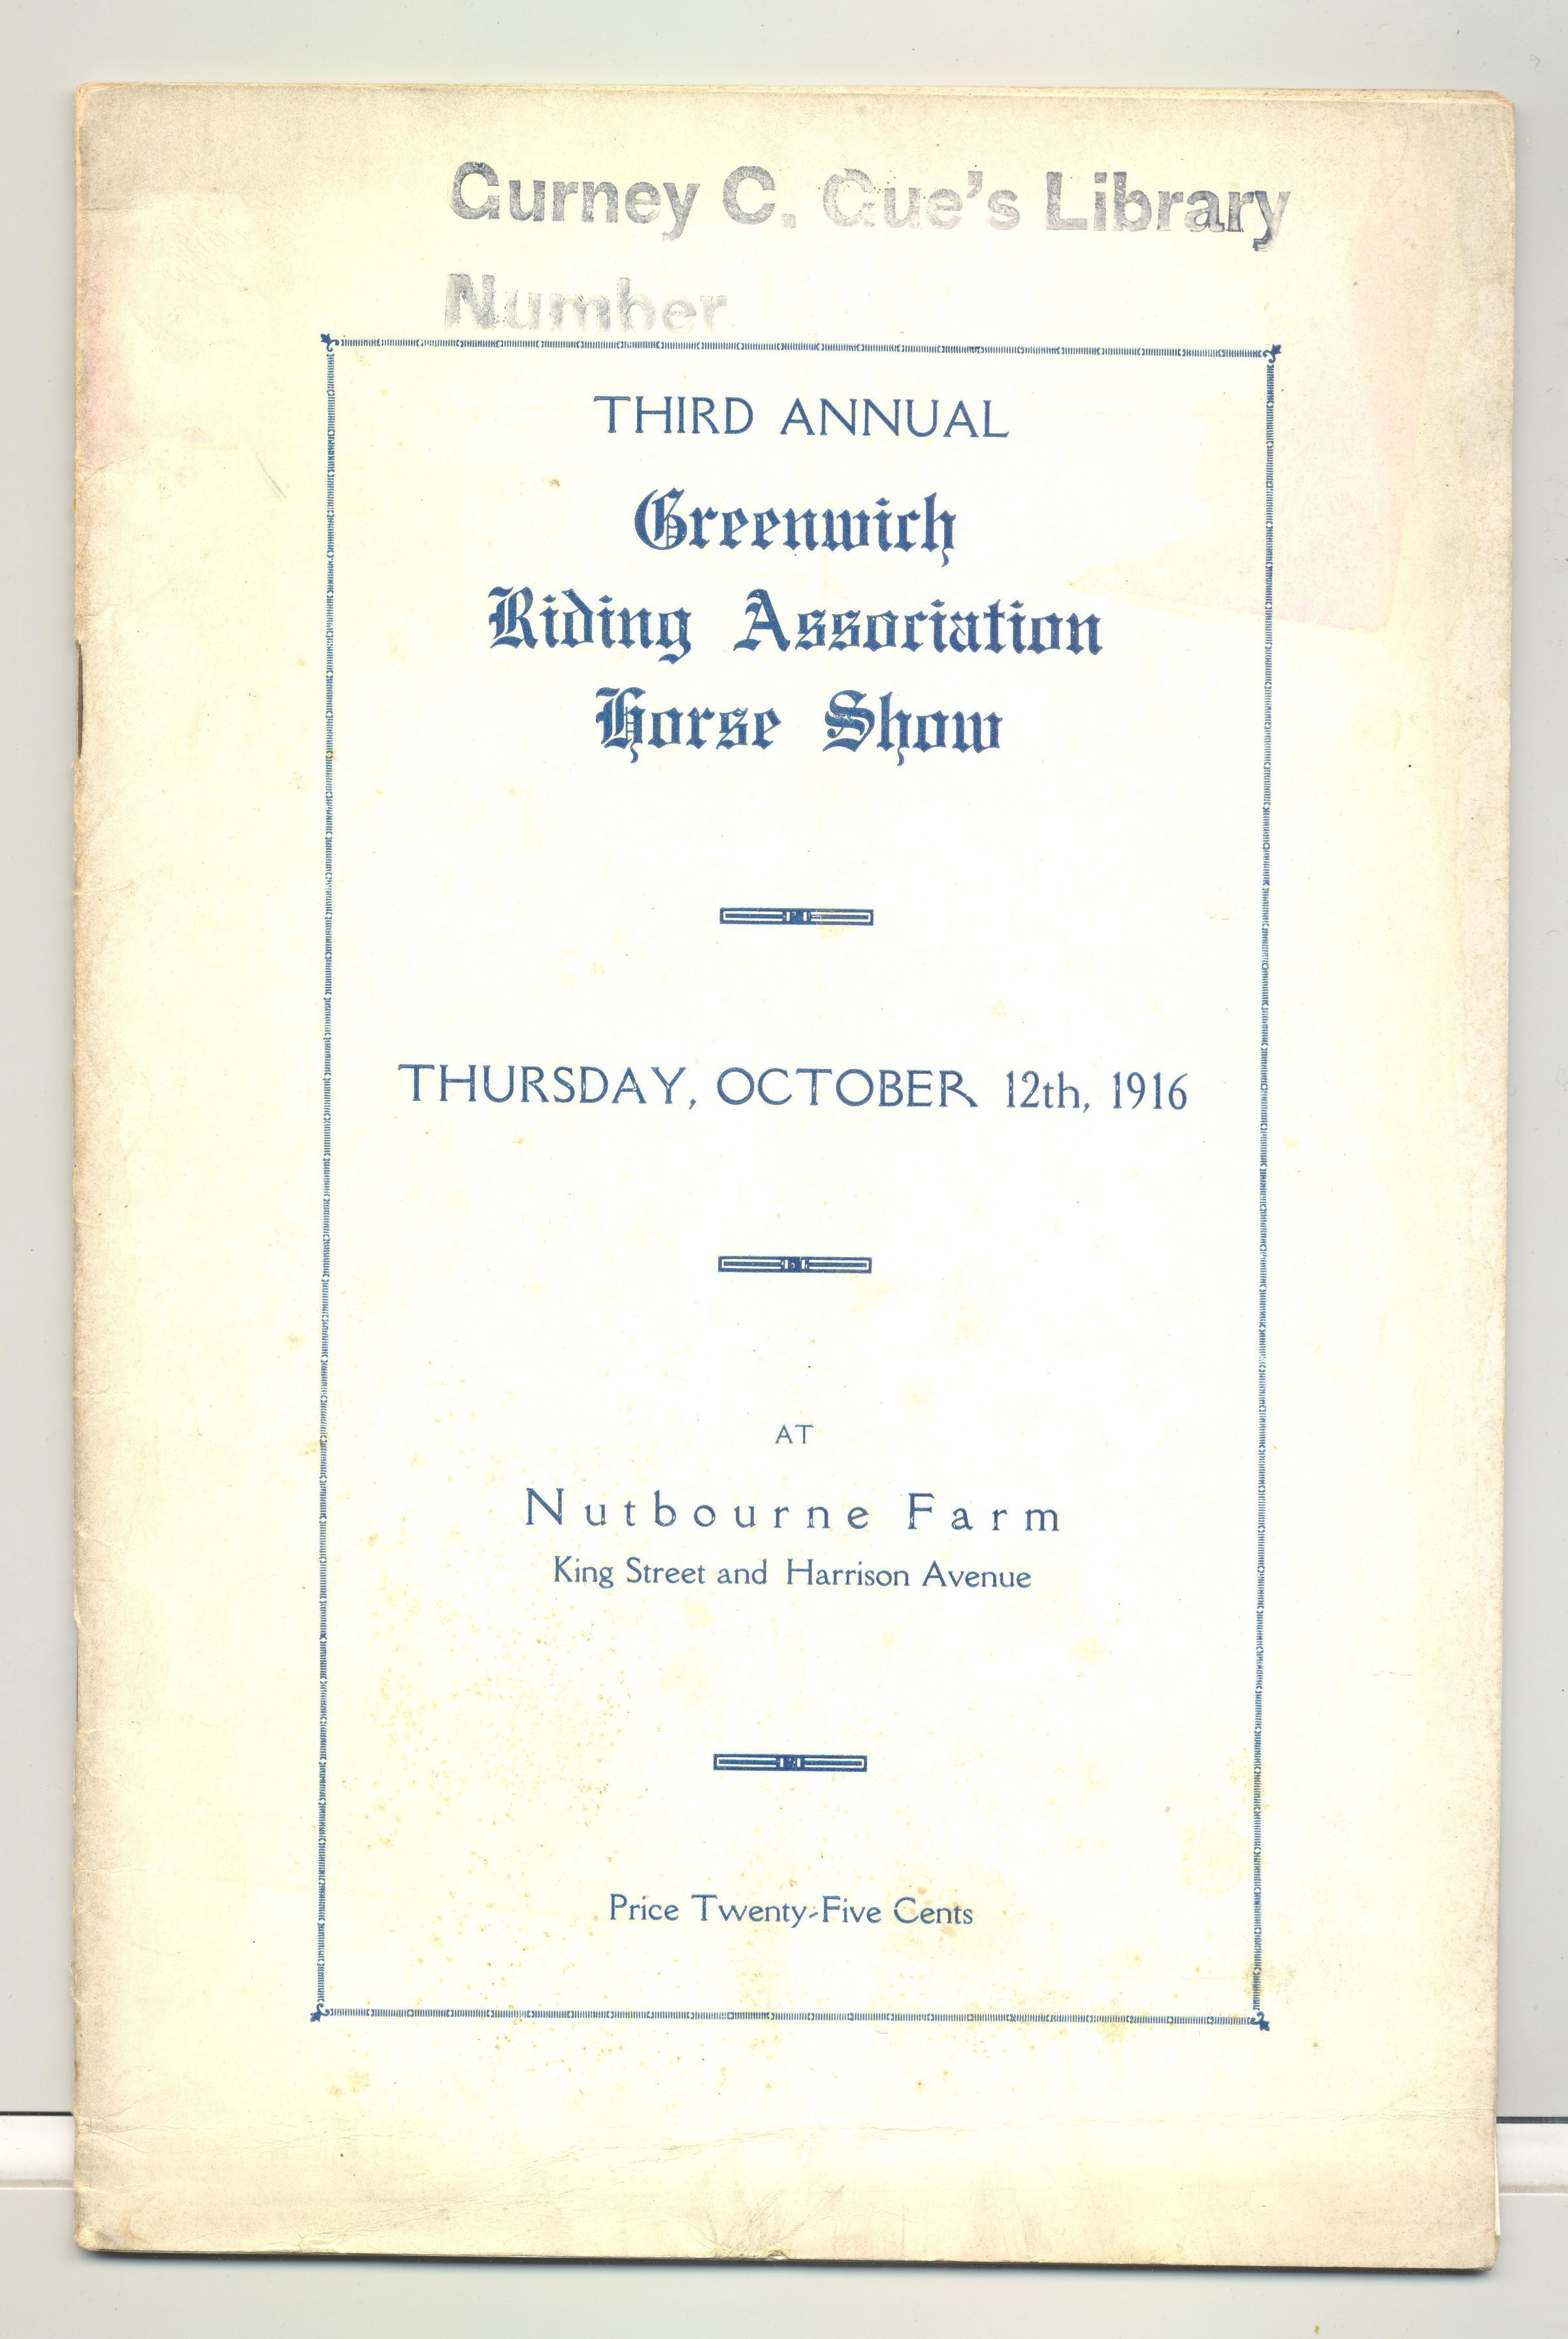 Gurney C. Gue's Library
Number
THIRD ANNUAL
Greenwich
Riding Association
Horse Show
THURSDAY, OCTOBER 12th, 1916
AT
Nutbourne Farm
King Street and Harrison Avenue
Price Twenty-Five Cents